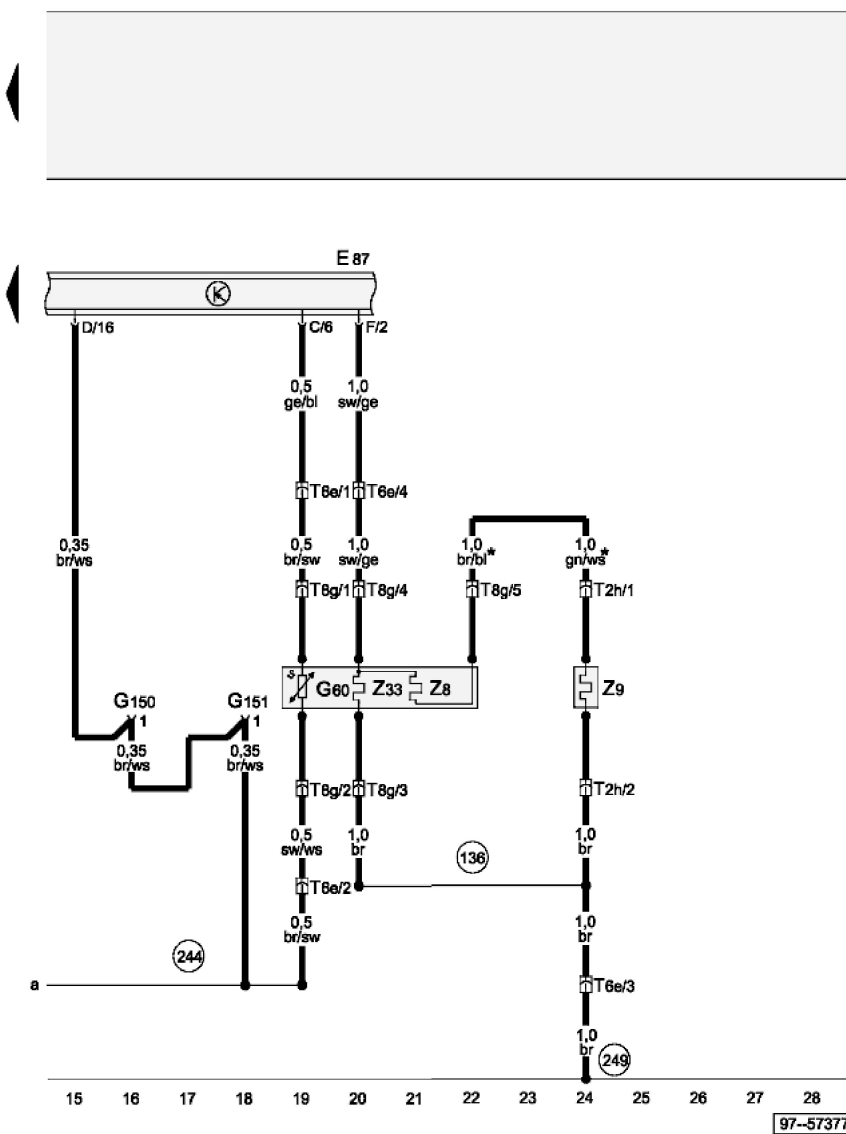 E 87
D/16
C/6
F/2
0,5
ge/bl
1,0
sw/ge
T6e/1
T6e/4
0,35
br/ws
0,5
br/sw
1,0
sw/ge
1,0
br/bl*
1,0
gn/ws*
T8g/1
T8g/4
T8g/5
T2h/1
G60
Z33
Z8
Z9
G150
1
G151
1
0,35
br/ws
0,35
br/ws
T8g/2
T8g/3
T2h/2
0,5
sw/ws
1,0
br
1,0
br
136
T6e/2
0,5
br/sw
1,0
br
244
a
T6e/3
1,0
br
249
15 16 17 18 19 20 21 22 23 24 25 26 27 28
97--57377